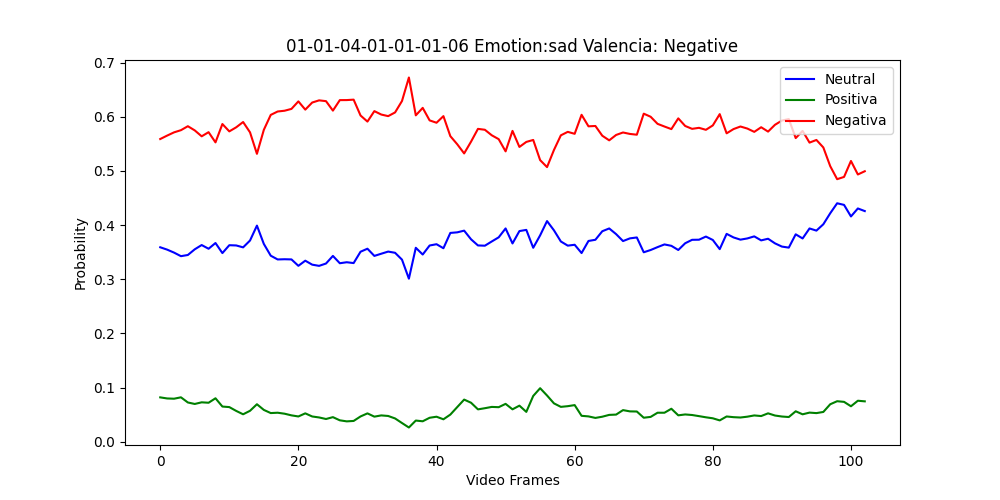 01-01-04-01-01-01-06 Emotion:sad Valencia: Negative
Neutral
Positiva
Negativa
Probability
0.7
0.6
0.5
0.4
0.3
0.2
0.1
0.0
0 20 40 60 80 100
Video Frames